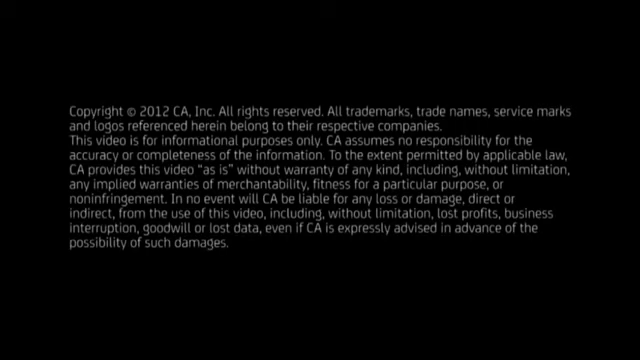 Copyright © 2012 CA, Inc. All rights reserved. All trademarks, trade names, service marks
and logos referenced herein belong to their respective companies.
This video is for informational purposes only. CA assumes no responsibility for the
accuracy or completeness of the information. To the extent permitted by applicable law,
CA provides this video “as is” without warranty of any kind, including, without limitation,
any implied warranties of merchantability, fitness for a particular purpose, or
noninfringement. In no event will CA be liable for any loss or damage, direct or
indirect, from the use of this video, including, without limitation, lost profits, business
interruption, goodwill or lost data, even if CA is expressly advised in advance of the
possibility of such damages.